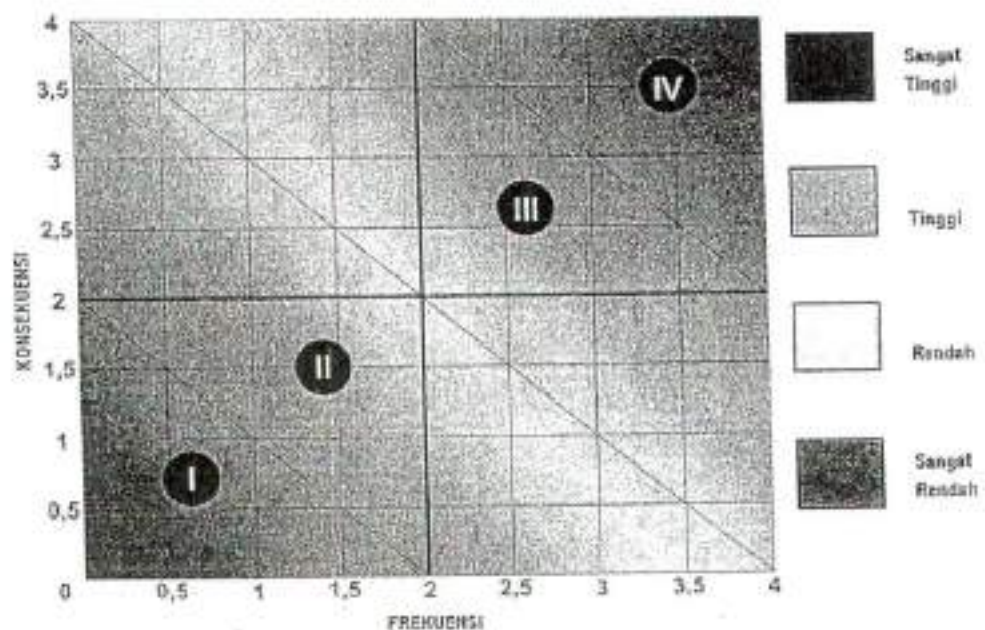 4
3,5
3
2,5
2
1,5
1
0,5
0
KONSEKUENSI
0,5
1
1,5
2
2,5
3
3,5
4
FREKUENSI
I
II
III
IV
Sangat
Tinggi
Tinggi
Rendah
Sangat
Rendah